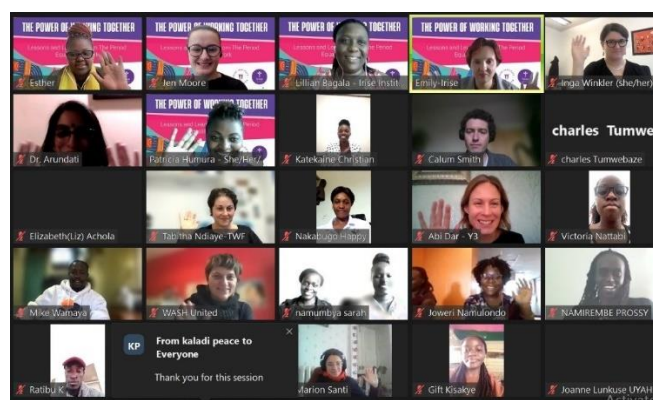 THE POWER OF WORKING TOGETHER
THE POWER OF WORKING TOGETHER
THE POWER OF WORKING TOGETHER
THE POWER OF WORKING TOGETHER
Esther
Jen Moore
Lillian Bagala - Irise Instit
Emily-Irise
Inga Winkler (she/her)
THE POWER OF WORKING TOGETHER
charles Tumwe
Dr. Arundati
Patricia Humura - She/Her/
Katekaine Christian
Calum Smith
charles Tumwebaze
Elizabeth(Liz) Achola
Tabitha Ndiaye-TWF
Nakabugo Happy
Abi Dar - Y3
Victoria Nattabi
Mike Wamaya
WASH United
namumbya sarah
Joweri Namulondo
NAMIREMBE PROSSY
KP
From kaladi peace to
Everyone
Thank you for this session
Ratibu K
Marion Santi
Gift Kisakye
Joanne Lunkuse UYAH